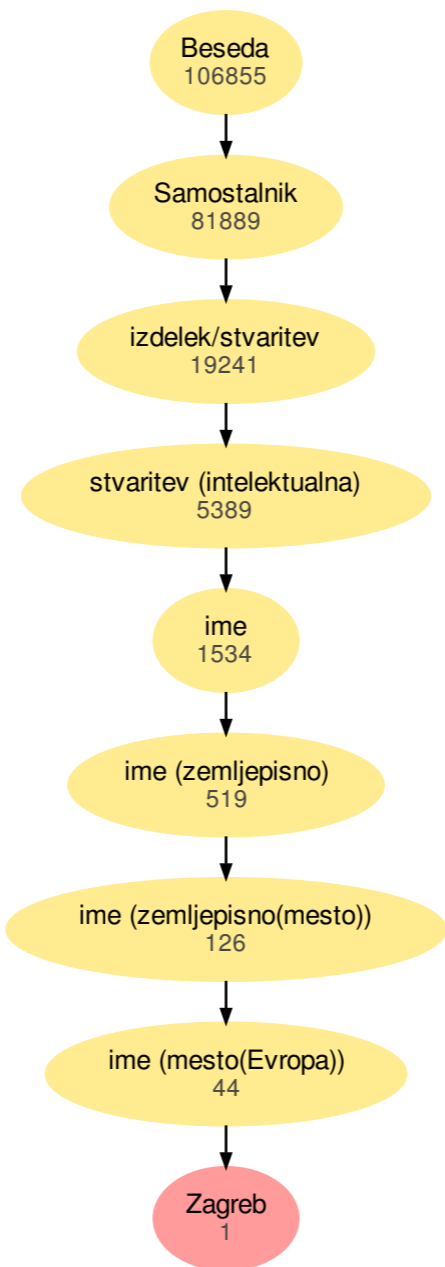 Beseda
106855
Samostalnik
81889
izdelek/stvaritev
19241
stvaritev (intelektualna)
5389
ime
1534
ime (zemljepisno)
519
ime (zemljepisno(mesto))
126
ime (mesto(Evropa))
44
Zagreb
1